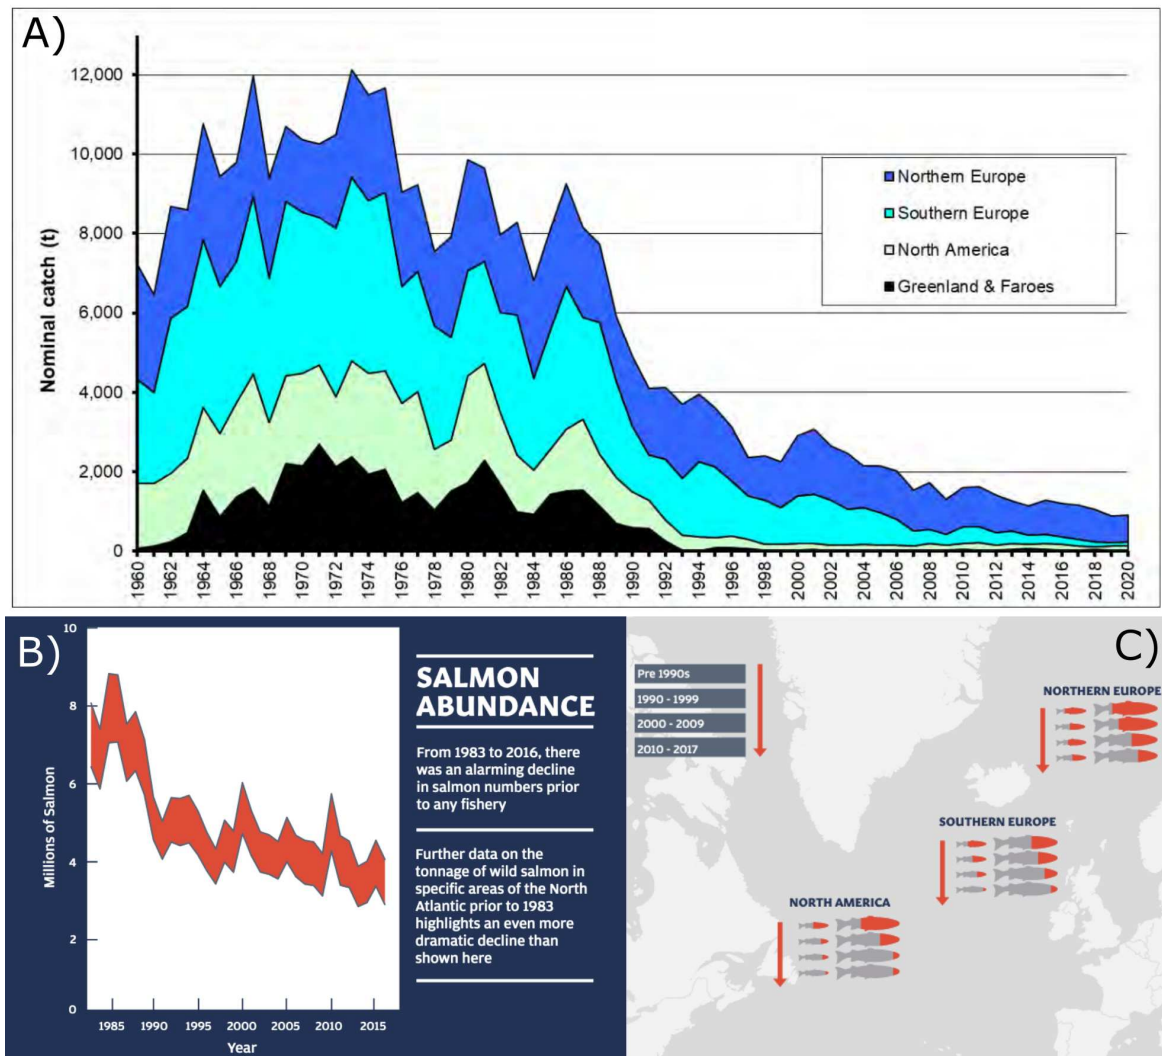 A)
12,000
10,000
8,000
6,000
4,000
2,000
0
Nominal catch (t)
Northern Europe
Southern Europe
North America
Greenland & Faroes
1960
1962
1964
1966
1968
1970
1972
1974
1976
1978
1980
1982
1984
1986
1988
1990
1992
1994
1996
1998
2000
2002
2004
2006
2008
2010
2012
2014
2016
2018
2020
B)
10
8
6
4
2
0
Millions of Salmon
1985
1990
1995
2000
2005
2010
2015
Year
SALMON
ABUNDANCE
From 1983 to 2016, there
was an alarming decline
in salmon numbers prior
to any fishery
Further data on the
tonnage of wild salmon in
specific areas of the North
Atlantic prior to 1983
highlights an even more
dramatic decline than
shown here
C)
Pre 1990s
1990 - 1999
2000 - 2009
2010 - 2017
NORTHERN EUROPE
SOUTHERN EUROPE
NORTH AMERICA